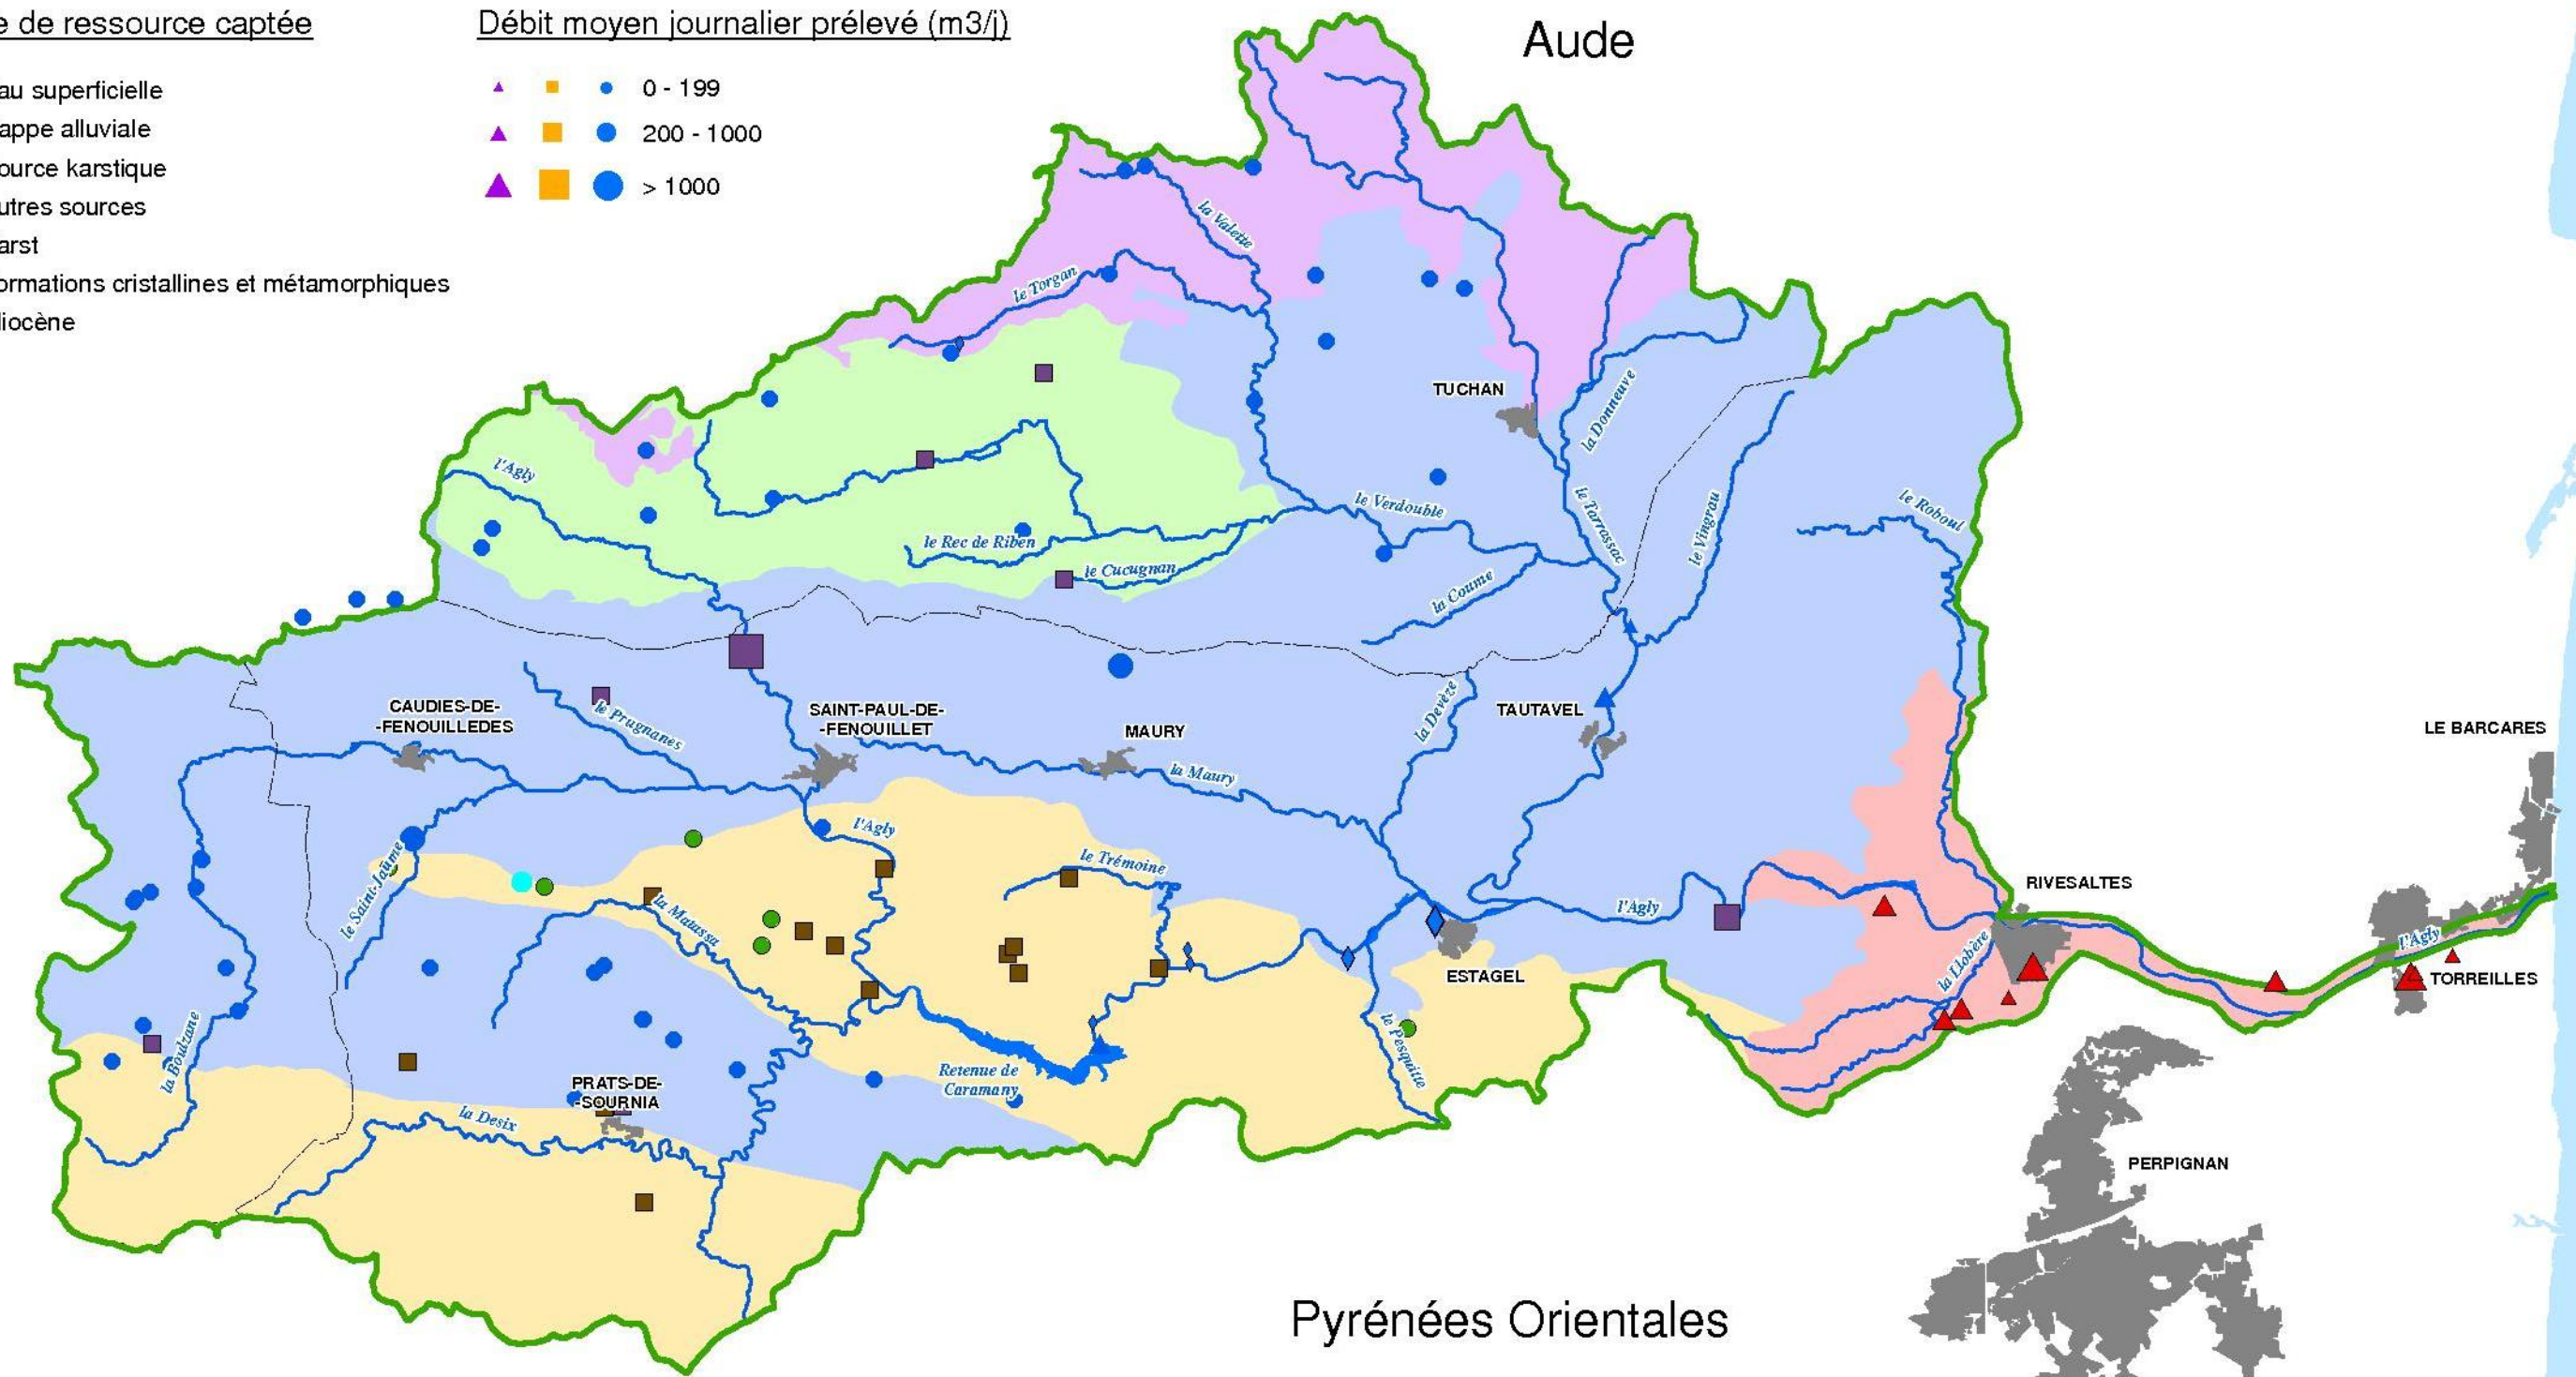 e de ressource captée
Débit moyen journalier prélevé (m3/j)
au superficielle
appe alluviale
ource karstique
utres sources
arst
ormations cristallines et métamorphiques
liocène
0 - 199
200 - 1000
> 1000
Aude
la Valette
le Torgan
TUCHAN
la Donneuve
l'Agly
le Verdouble
le Tarrassac
le Vingrau
le Roboul
le Rec de Riben
le Cucugnan
la Coume
CAUDIES-DE-
-FENOUILLEDES
le Prugnanes
SAINT-PAUL-DE-
-FENOUILLET
MAURY
la Devèze
TAUTAVEL
LE BARCARES
la Maury
l'Agly
le Trémoine
le Saint-Jaume
la Matassa
RIVESALTES
l'Agly
l'Agly
la Llobère
ESTAGEL
TORREILLES
la Boulzane
le Pesquitte
Retenue de
Caramany
PRATS-DE-
-SOURNIA
la Desix
PERPIGNAN
Pyrénées Orientales